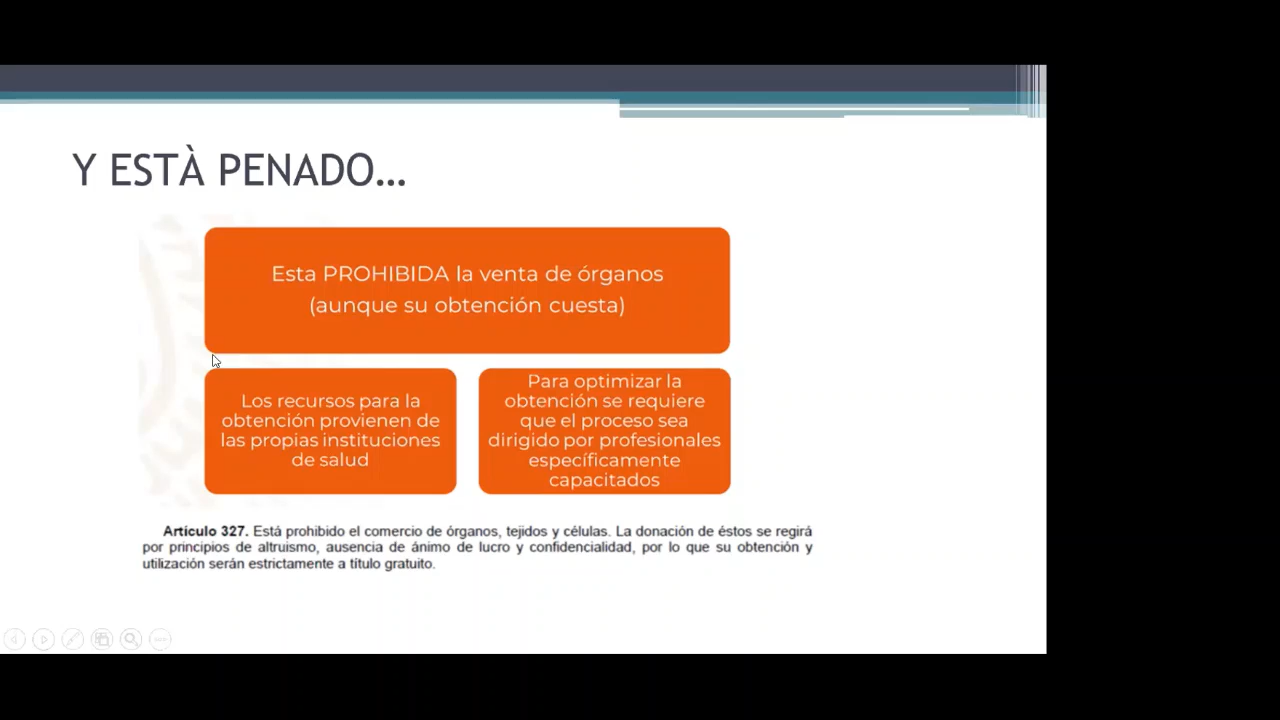 Y ESTÀ PENADO...
Esta PROHIBIDA la venta de órganos
(aunque su obtención cuesta)
Los recursos para la
obtención provienen de
las propias instituciones
de salud
Para optimizar la
obtención se requiere
que el proceso sea
dirigido por profesionales
específicamente
capacitados
Artículo 327. Está prohibido el comercio de órganos, tejidos y células. La donación de éstos se regirá
por principios de altruismo, ausencia de ánimo de lucro y confidencialidad, por lo que su obtención y
utilización serán estrictamente a título gratuito.